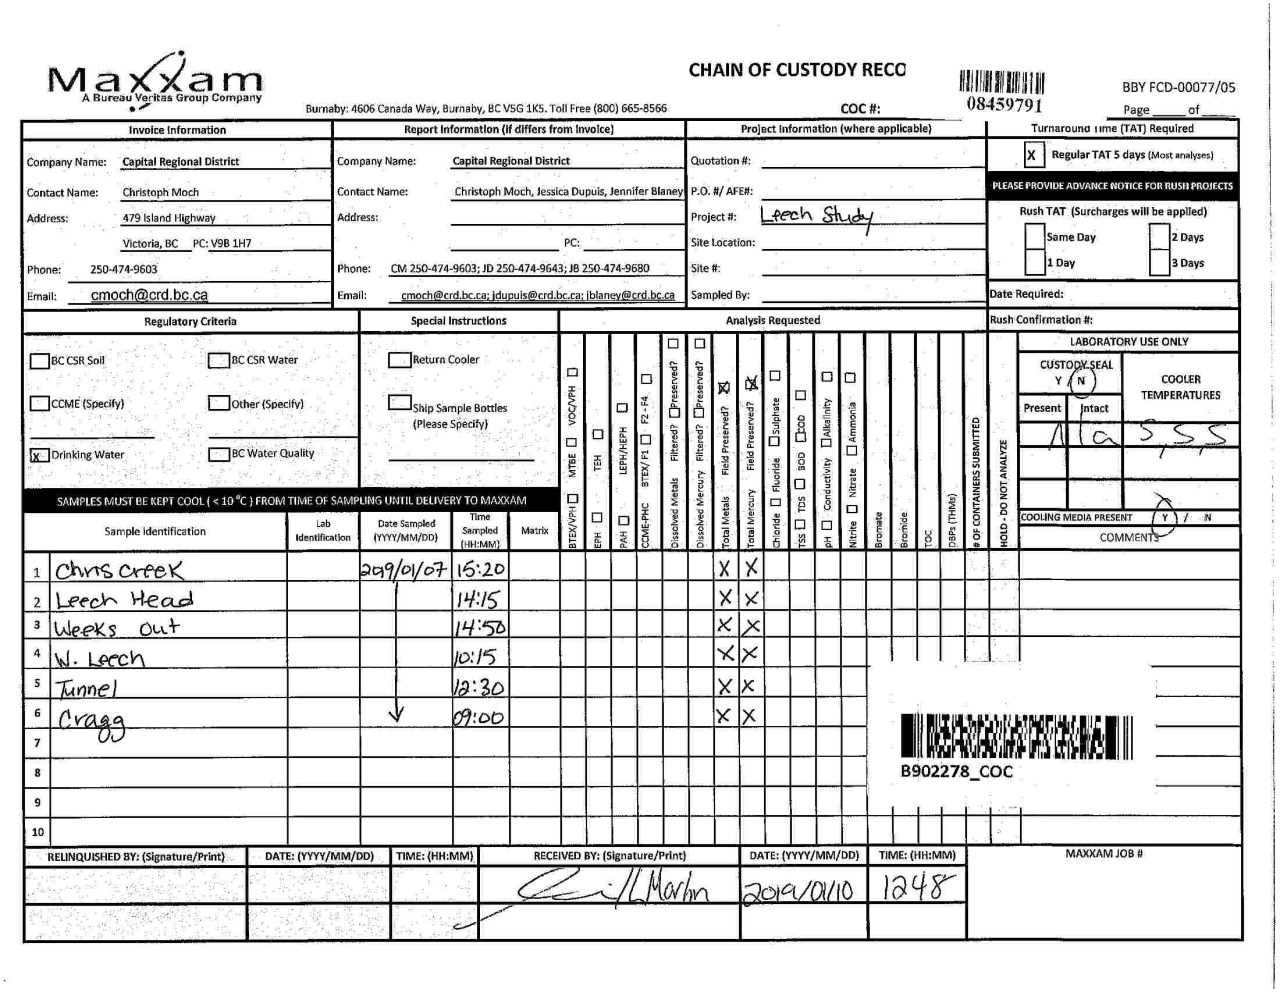 Maxxam
A Bureau Veritas Group Company
CHAIN OF CUSTODY RECO
08459791
BBY FCD-00077/05
Page ____ of ____
Burnaby: 4606 Canada Way, Burnaby, BC V5G 1K5. Toll Free (800) 665-8566
COC #:
Invoice Information
Report Information (if differs from invoice)
Project Information (where applicable)
Turnaround Time (TAT) Required
Company Name: Capital Regional District
Company Name: Capital Regional District
Quotation #:
X Regular TAT 5 days (Most analyses)
Contact Name: Christoph Moch
Contact Name: Christoph Moch, Jessica Dupuis, Jennifer Blaney
P.O. #/ AFE#:
PLEASE PROVIDE ADVANCE NOTICE FOR RUSH PROJECTS
Address: 479 Island Highway
Address:
Project #: Leech Study
Rush TAT (Surcharges will be applied)
Victoria, BC PC: V9B 1H7
PC:
Site Location:
Same Day
2 Days
Phone: 250-474-9603
Phone: CM 250-474-9603; JD 250-474-9643; JB 250-474-9680
Site #:
1 Day
3 Days
Email: cmoch@crd.bc.ca
Email: cmoch@crd.bc.ca; jdupuis@crd.bc.ca; jblaney@crd.bc.ca
Sampled By:
Date Required:
Regulatory Criteria
Special Instructions
Analysis Requested
Rush Confirmation #:
BC CSR Soil
BC CSR Water
Return Cooler
CCME (Specify)
Other (Specify)
Ship Sample Bottles
(Please Specify)
X Drinking Water
BC Water Quality
SAMPLES MUST BE KEPT COOL ( < 10 °C ) FROM TIME OF SAMPLING UNTIL DELIVERY TO MAXXAM
LABORATORY USE ONLY
CUSTODY SEAL
Y / N
COOLER
TEMPERATURES
Present
Intact
n/a
5, 5, 5
COOLING MEDIA PRESENT Y / N
COMMENTS
Sample Identification
Lab
Identification
Date Sampled
(YYYY/MM/DD)
Time
Sampled
(HH:MM)
Matrix
BTEX/VPH MTBE VOC/VPH
EPH TEH
PAH LEPH/HEPH
CCME-PHC BTEX/ F1 F2 - F4
Dissolved Metals Filtered? Preserved?
Dissolved Mercury Filtered? Preserved?
Total Metals Field Preserved? X
Total Mercury Field Preserved? X
Chloride Fluoride Sulphate
TSS TDS BOD COD
pH Conductivity Alkalinity
Nitrite Nitrate Ammonia
Bromate
Bromide
TOC
DBPs (THMs)
# OF CONTAINERS SUBMITTED
HOLD - DO NOT ANALYZE
1 Chris Creek 2019/01/07 15:20 X X
2 Leech Head 14:15 X X
3 Weeks Out 14:50 X X
4 W. Leech 10:15 X X
5 Tunnel 12:30 X X
6 Cragg 09:00 X X
7
8
9
10
B902278_COC
RELINQUISHED BY: (Signature/Print)
DATE: (YYYY/MM/DD)
TIME: (HH:MM)
RECEIVED BY: (Signature/Print)
DATE: (YYYY/MM/DD)
TIME: (HH:MM)
MAXXAM JOB #
2019/01/10
1248